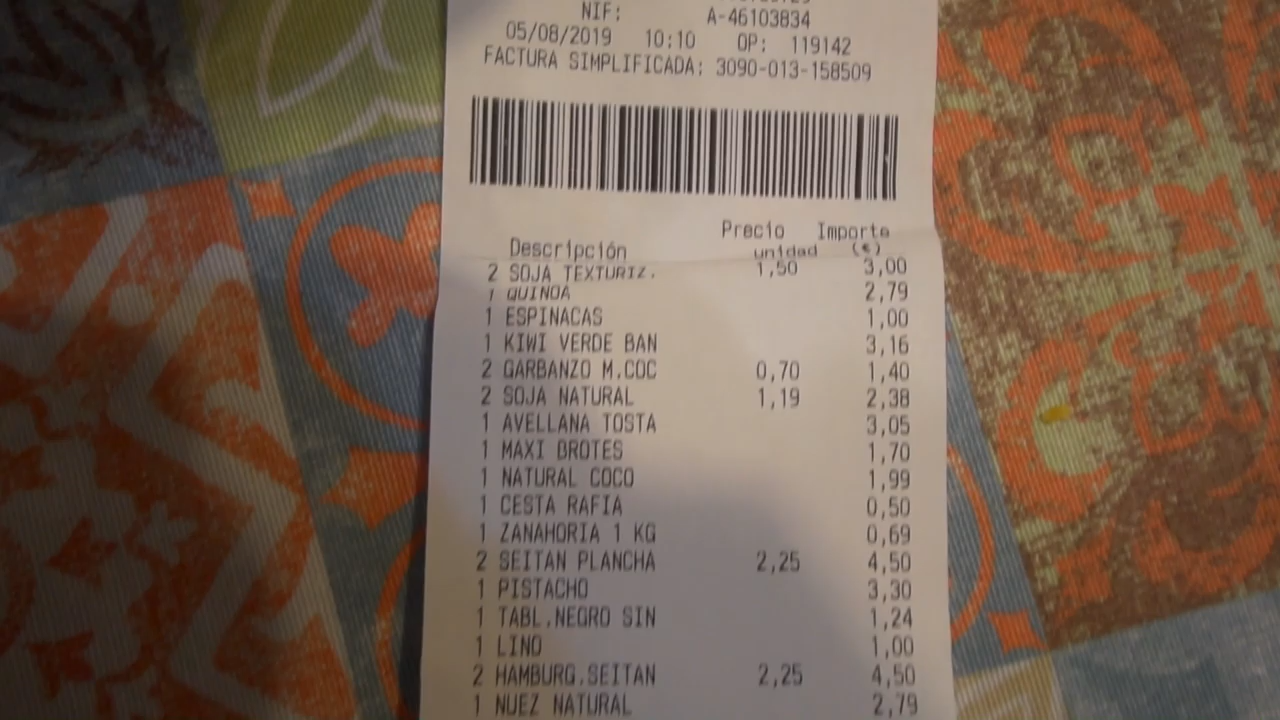 NIF: A-46103834
05/08/2019 10:10 OP: 119142
FACTURA SIMPLIFICADA: 3090-013-158509
Descripción Precio unidad Importe (€)
2 SOJA TEXTURIZ. 1,50 3,00
1 QUINOA 2,79
1 ESPINACAS 1,00
1 KIWI VERDE BAN 3,16
2 GARBANZO M.COC 0,70 1,40
2 SOJA NATURAL 1,19 2,38
1 AVELLANA TOSTA 3,05
1 MAXI BROTES 1,70
1 NATURAL COCO 1,99
1 CESTA RAFIA 0,50
1 ZANAHORIA 1 KG 0,69
2 SEITAN PLANCHA 2,25 4,50
1 PISTACHO 3,30
1 TABL.NEGRO SIN 1,24
1 LINO 1,00
2 HAMBURG.SEITAN 2,25 4,50
1 NUEZ NATURAL 2,79